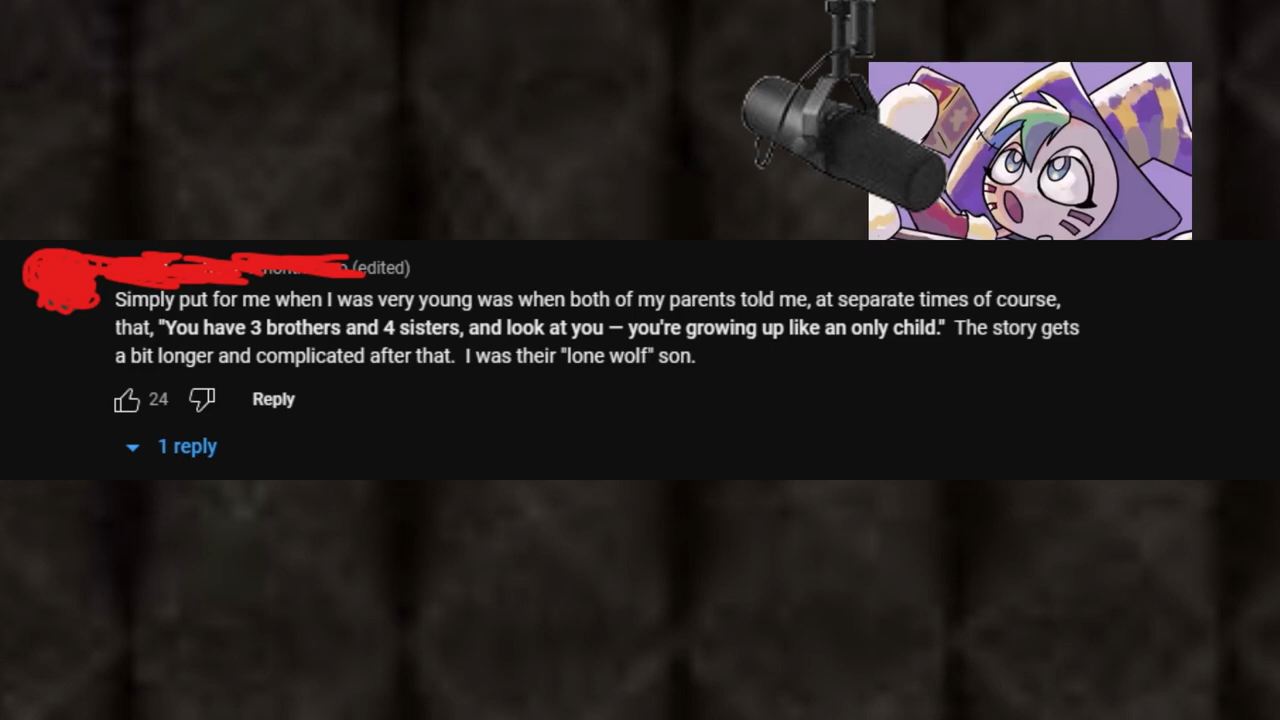 (edited)
Simply put for me when I was very young was when both of my parents told me, at separate times of course,
that, "You have 3 brothers and 4 sisters, and look at you — you're growing up like an only child." The story gets
a bit longer and complicated after that. I was their "lone wolf" son.
24
Reply
1 reply